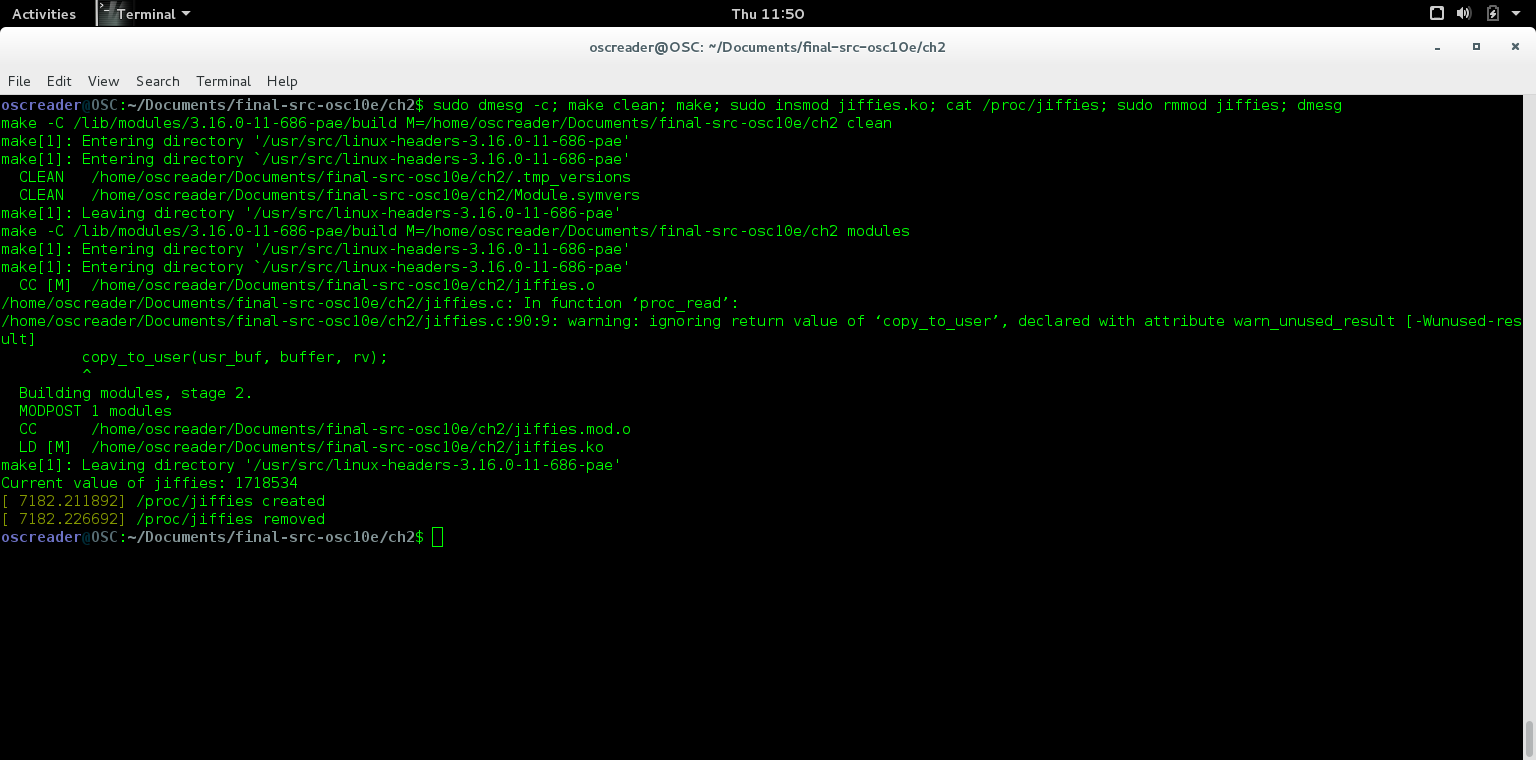 Activities Terminal Thu 11:50
oscreader@OSC: ~/Documents/final-src-osc10e/ch2
File Edit View Search Terminal Help
oscreader@OSC:~/Documents/final-src-osc10e/ch2$ sudo dmesg -c; make clean; make; sudo insmod jiffies.ko; cat /proc/jiffies; sudo rmmod jiffies; dmesg
make -C /lib/modules/3.16.0-11-686-pae/build M=/home/oscreader/Documents/final-src-osc10e/ch2 clean
make[1]: Entering directory '/usr/src/linux-headers-3.16.0-11-686-pae'
make[1]: Entering directory `/usr/src/linux-headers-3.16.0-11-686-pae'
  CLEAN   /home/oscreader/Documents/final-src-osc10e/ch2/.tmp_versions
  CLEAN   /home/oscreader/Documents/final-src-osc10e/ch2/Module.symvers
make[1]: Leaving directory '/usr/src/linux-headers-3.16.0-11-686-pae'
make -C /lib/modules/3.16.0-11-686-pae/build M=/home/oscreader/Documents/final-src-osc10e/ch2 modules
make[1]: Entering directory '/usr/src/linux-headers-3.16.0-11-686-pae'
make[1]: Entering directory `/usr/src/linux-headers-3.16.0-11-686-pae'
  CC [M]  /home/oscreader/Documents/final-src-osc10e/ch2/jiffies.o
/home/oscreader/Documents/final-src-osc10e/ch2/jiffies.c: In function ‘proc_read’:
/home/oscreader/Documents/final-src-osc10e/ch2/jiffies.c:90:9: warning: ignoring return value of ‘copy_to_user’, declared with attribute warn_unused_result [-Wunused-res
ult]
         copy_to_user(usr_buf, buffer, rv);
         ^
  Building modules, stage 2.
  MODPOST 1 modules
  CC      /home/oscreader/Documents/final-src-osc10e/ch2/jiffies.mod.o
  LD [M]  /home/oscreader/Documents/final-src-osc10e/ch2/jiffies.ko
make[1]: Leaving directory '/usr/src/linux-headers-3.16.0-11-686-pae'
Current value of jiffies: 1718534
[ 7182.211892] /proc/jiffies created
[ 7182.226692] /proc/jiffies removed
oscreader@OSC:~/Documents/final-src-osc10e/ch2$